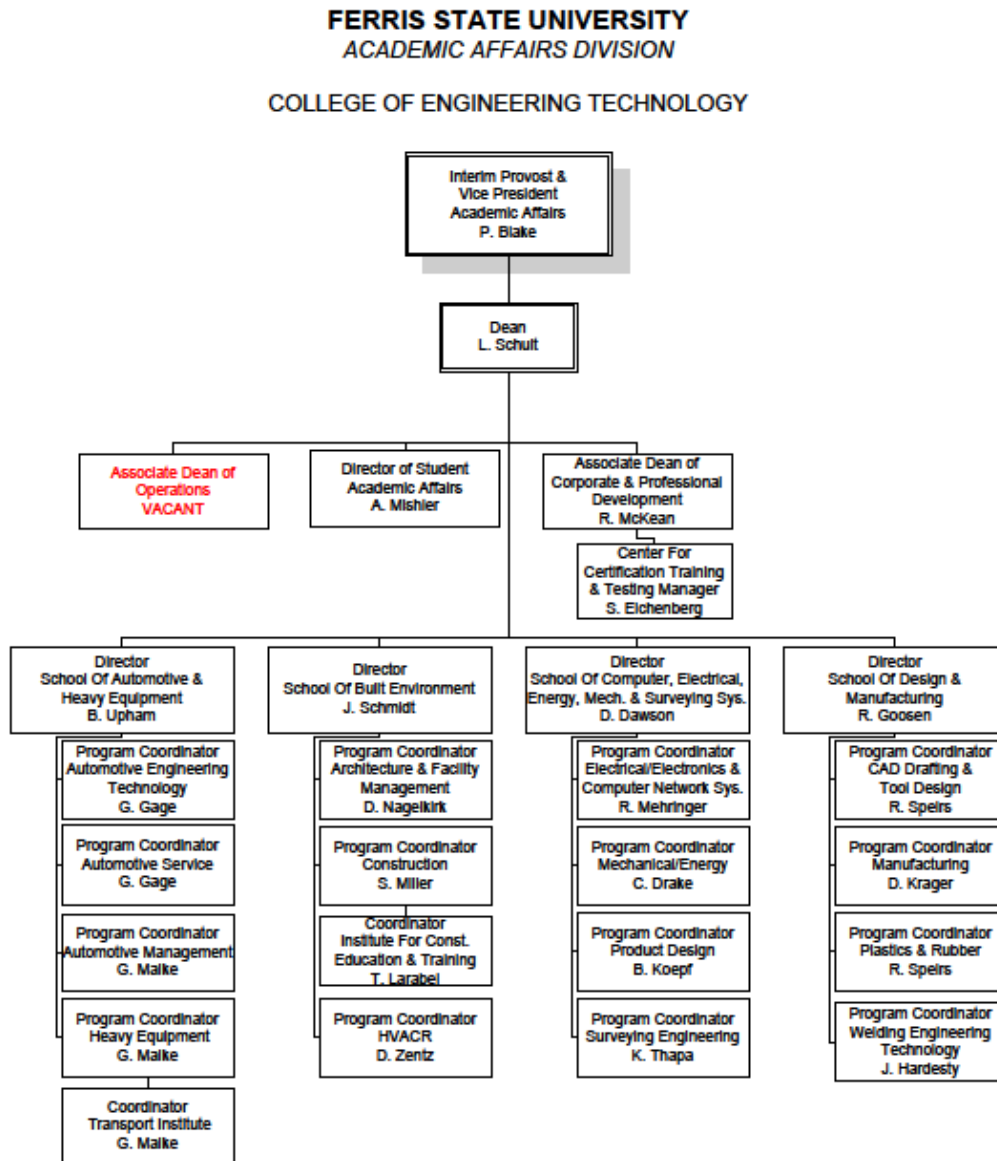 FERRIS STATE UNIVERSITY
ACADEMIC AFFAIRS DIVISION
COLLEGE OF ENGINEERING TECHNOLOGY
Interim Provost &
Vice President
Academic Affairs
P. Blake
Dean
L. Schult
Associate Dean of
Operations
VACANT
Director of Student
Academic Affairs
A. Mishler
Associate Dean of
Corporate & Professional
Development
R. McKean
Center For
Certification Training
& Testing Manager
S. Eichenberg
Director
School Of Automotive &
Heavy Equipment
B. Upham
Program Coordinator
Automotive Engineering
Technology
G. Gage
Program Coordinator
Automotive Service
G. Gage
Program Coordinator
Automotive Management
G. Maike
Program Coordinator
Heavy Equipment
G. Maike
Coordinator
Transport Institute
G. Maike
Director
School Of Built Environment
J. Schmidt
Program Coordinator
Architecture & Facility
Management
D. Nagelkirk
Program Coordinator
Construction
S. Miller
Coordinator
Institute For Const.
Education & Training
T. Larabel
Program Coordinator
HVACR
D. Zentz
Director
School Of Computer, Electrical,
Energy, Mech. & Surveying Sys.
D. Dawson
Program Coordinator
Electrical/Electronics &
Computer Network Sys.
R. Mehringer
Program Coordinator
Mechanical/Energy
C. Drake
Program Coordinator
Product Design
B. Koepf
Program Coordinator
Surveying Engineering
K. Thapa
Director
School Of Design &
Manufacturing
R. Goosen
Program Coordinator
CAD Drafting &
Tool Design
R. Speirs
Program Coordinator
Manufacturing
D. Krager
Program Coordinator
Plastics & Rubber
R. Speirs
Program Coordinator
Welding Engineering
Technology
J. Hardesty